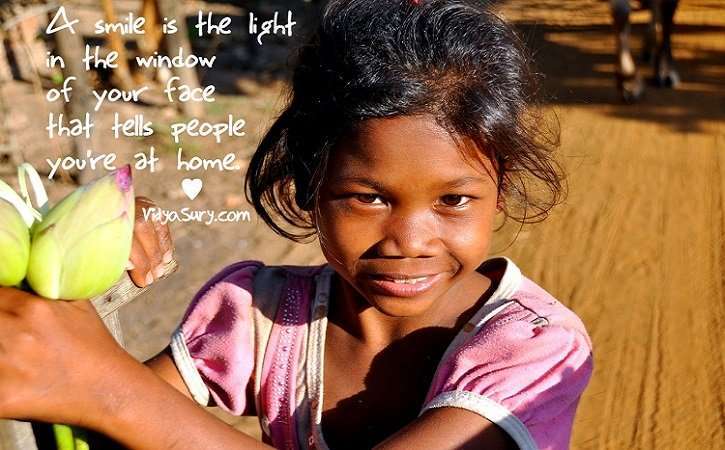 A smile is the light
in the window
of your face
that tells people
you're at home.
VidyaSury.com